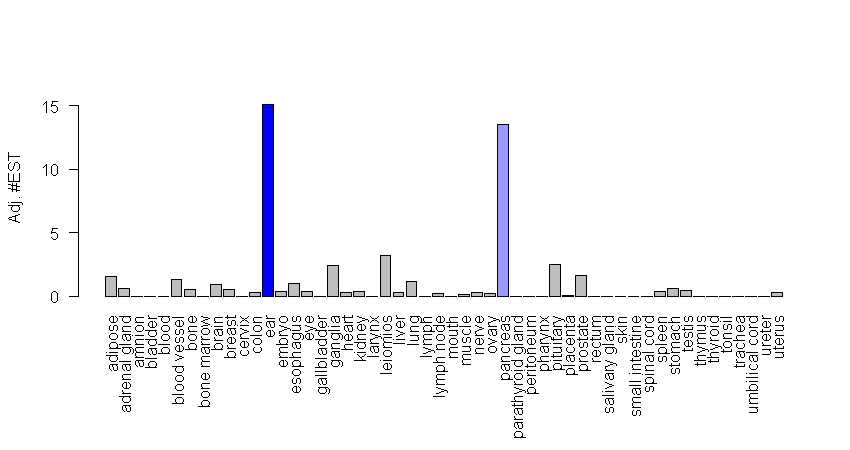 Adj. #EST
15
10
5
0
adipose
adrenal gland
amnion
bladder
blood
blood vessel
bone
bone marrow
brain
breast
cervix
colon
ear
embryo
esophagus
eye
gallbladder
ganglia
heart
kidney
larynx
leiomios
liver
lung
lymph
lymph node
mouth
muscle
nerve
ovary
pancreas
parathyroid gland
peritoneum
pharynx
pituitary
placenta
prostate
rectum
salivary gland
skin
small intestine
spinal cord
spleen
stomach
testis
thymus
thyroid
tonsil
trachea
umbilical cord
ureter
uterus